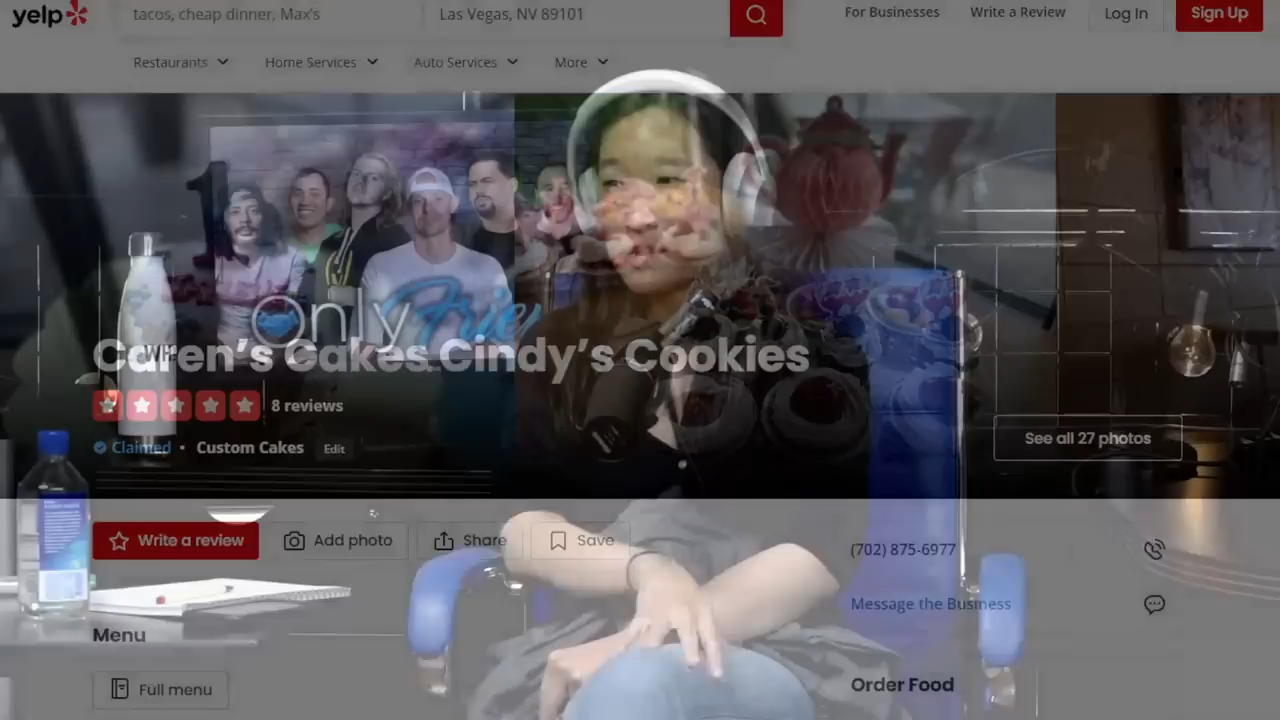 yelp
tacos, cheap dinner, Max's
Las Vegas, NV 89101
For Businesses
Write a Review
Log In
Sign Up
Restaurants
Home Services
Auto Services
More
Only
Caren's Cakes Cindy's Cookies
8 reviews
Claimed • Custom Cakes Edit
See all 27 photos
Write a review
Add photo
Share
Save
(702) 875-6977
Message the Business
Menu
Full menu
Order Food